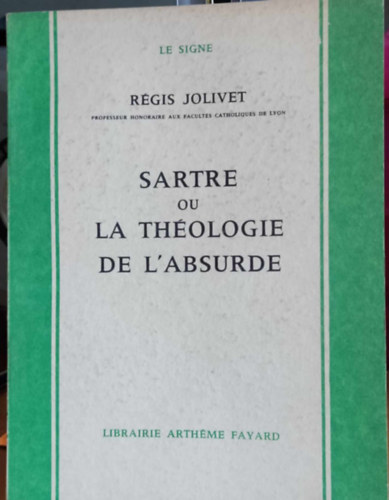 LE SIGNE
RÉGIS JOLIVET
PROFESSEUR HONORAIRE AUX FACULTÉS CATHOLIQUES DE LYON
SARTRE
OU
LA THÉOLOGIE
DE L'ABSURDE
LIBRAIRIE ARTHÈME FAYARD